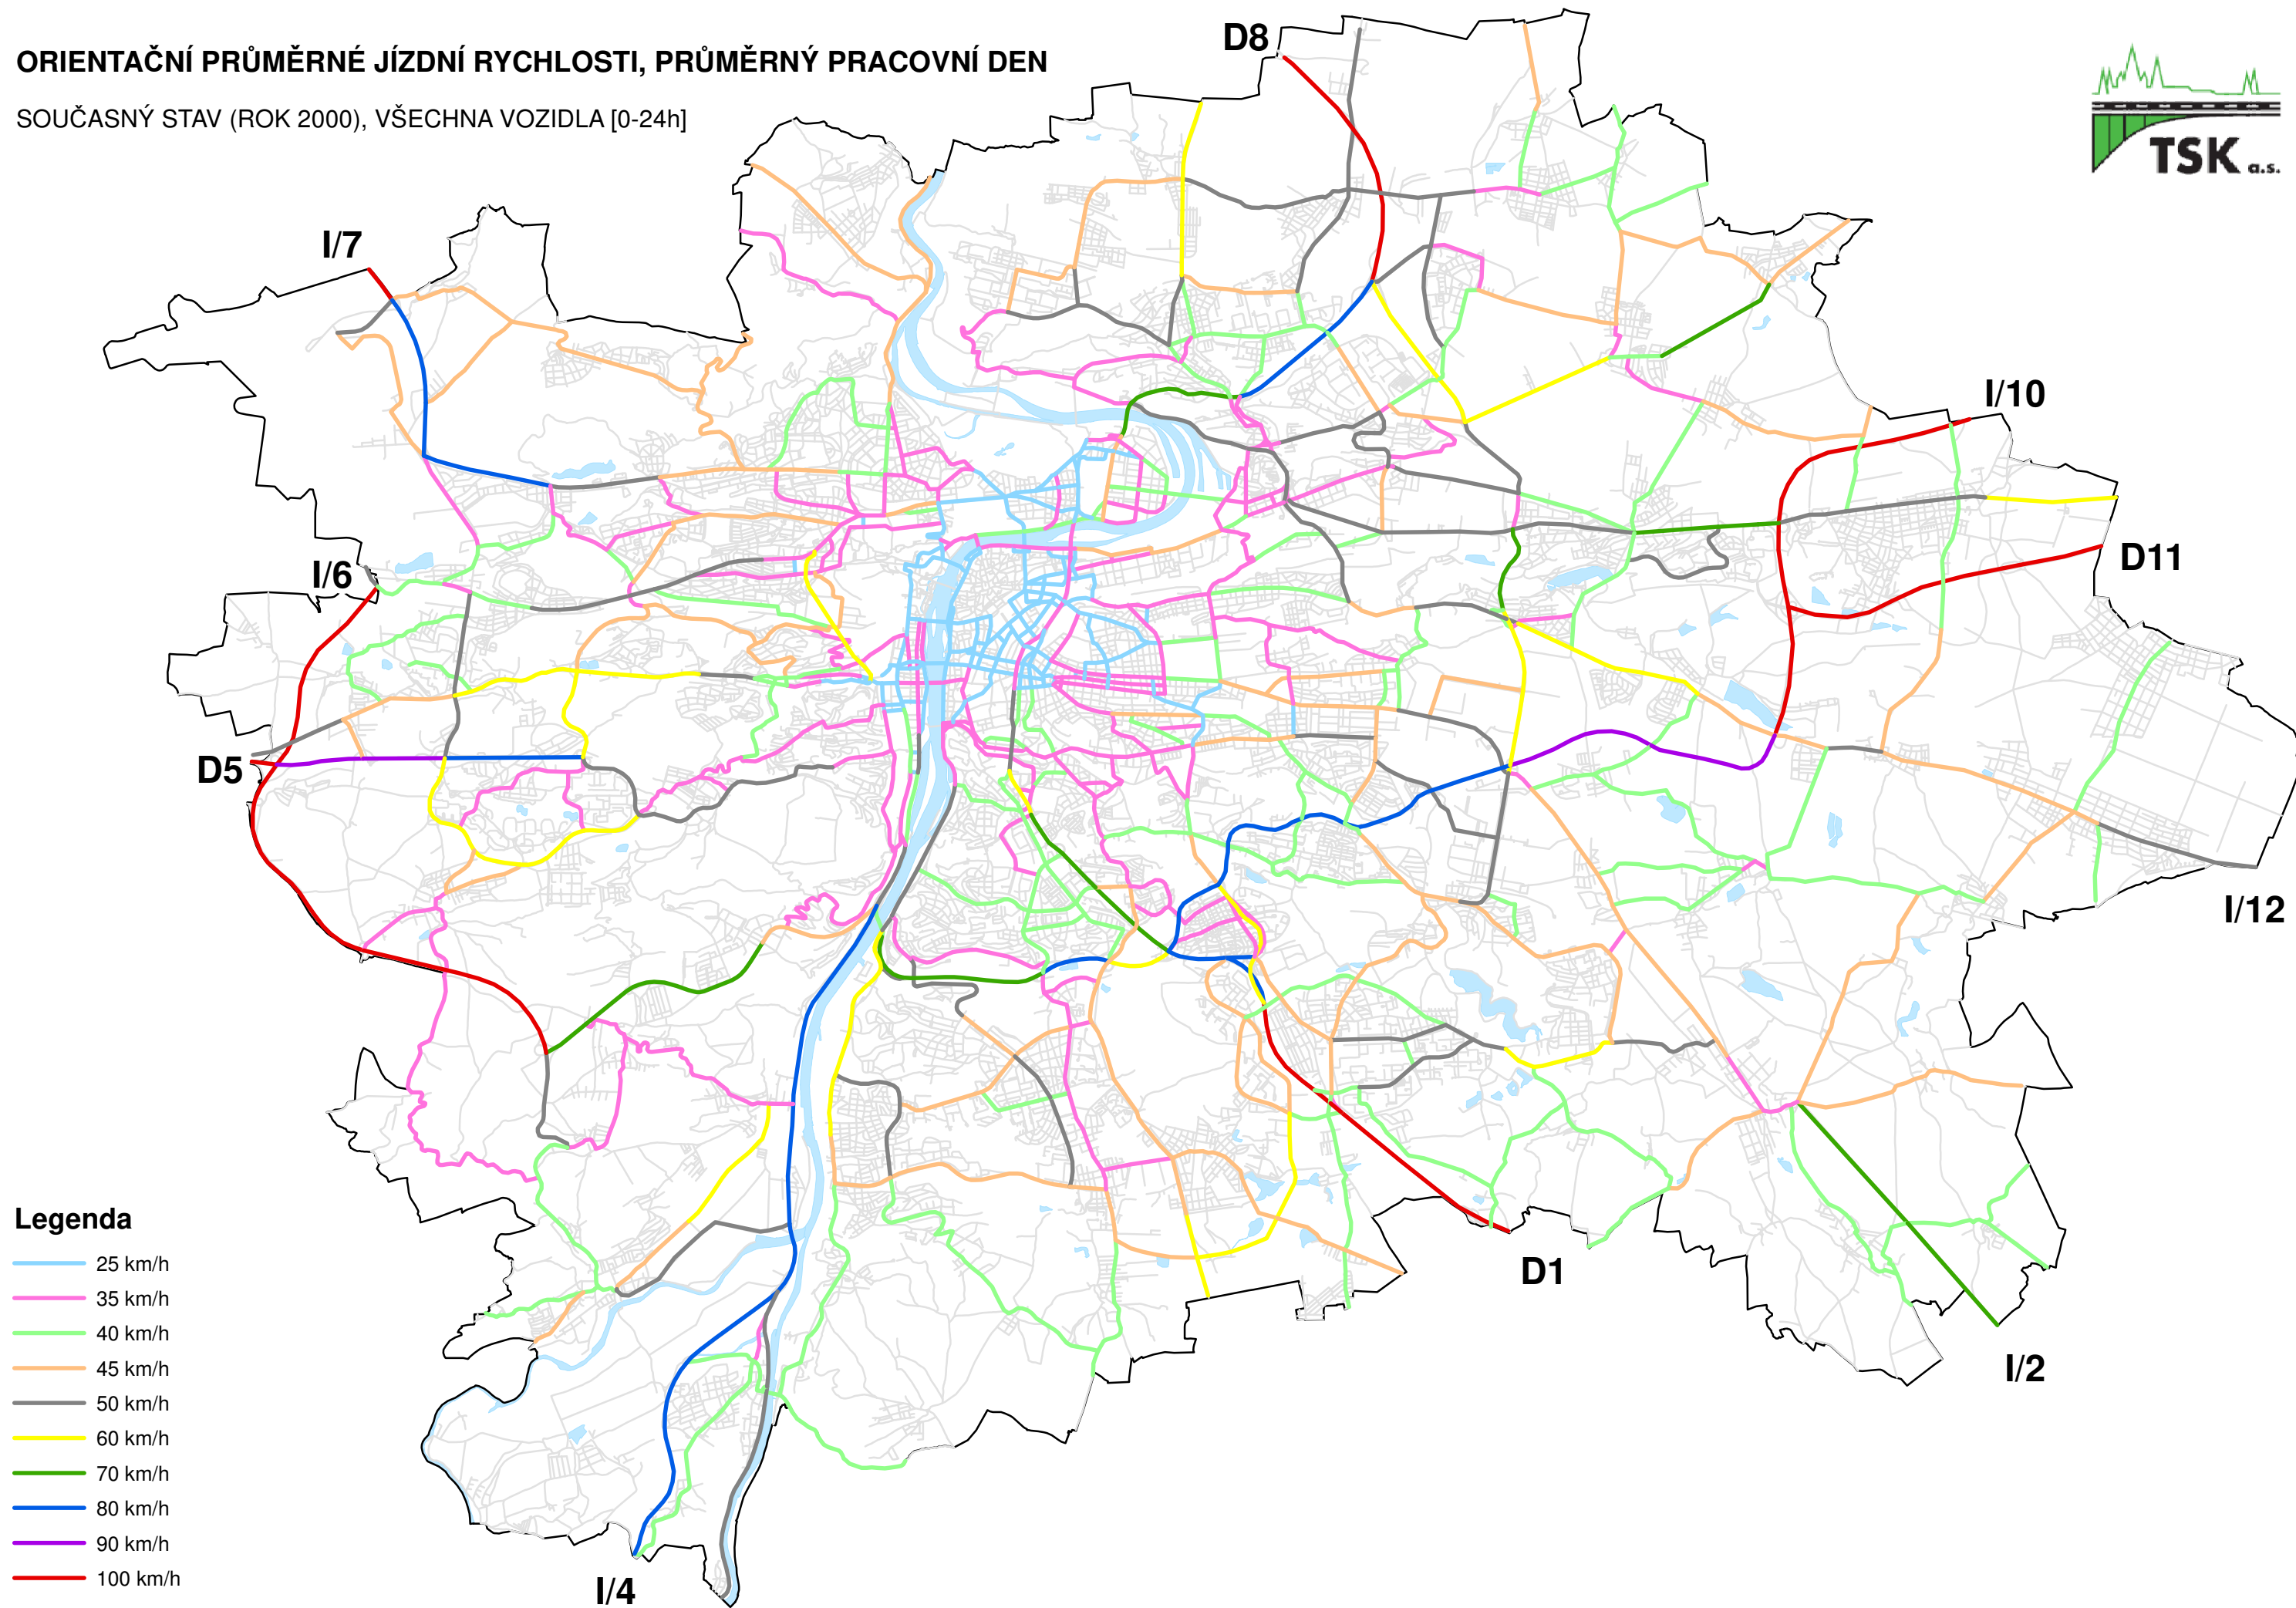 ORIENTAČNÍ PRŮMĚRNÉ JÍZDNÍ RYCHLOSTI, PRŮMĚRNÝ PRACOVNÍ DEN
SOUČASNÝ STAV (ROK 2000), VŠECHNA VOZIDLA [0-24h]
D8
TSK a.s.
I/7
I/10
D11
I/6
D5
I/12
D1
I/2
I/4
Legenda
25 km/h
35 km/h
40 km/h
45 km/h
50 km/h
60 km/h
70 km/h
80 km/h
90 km/h
100 km/h